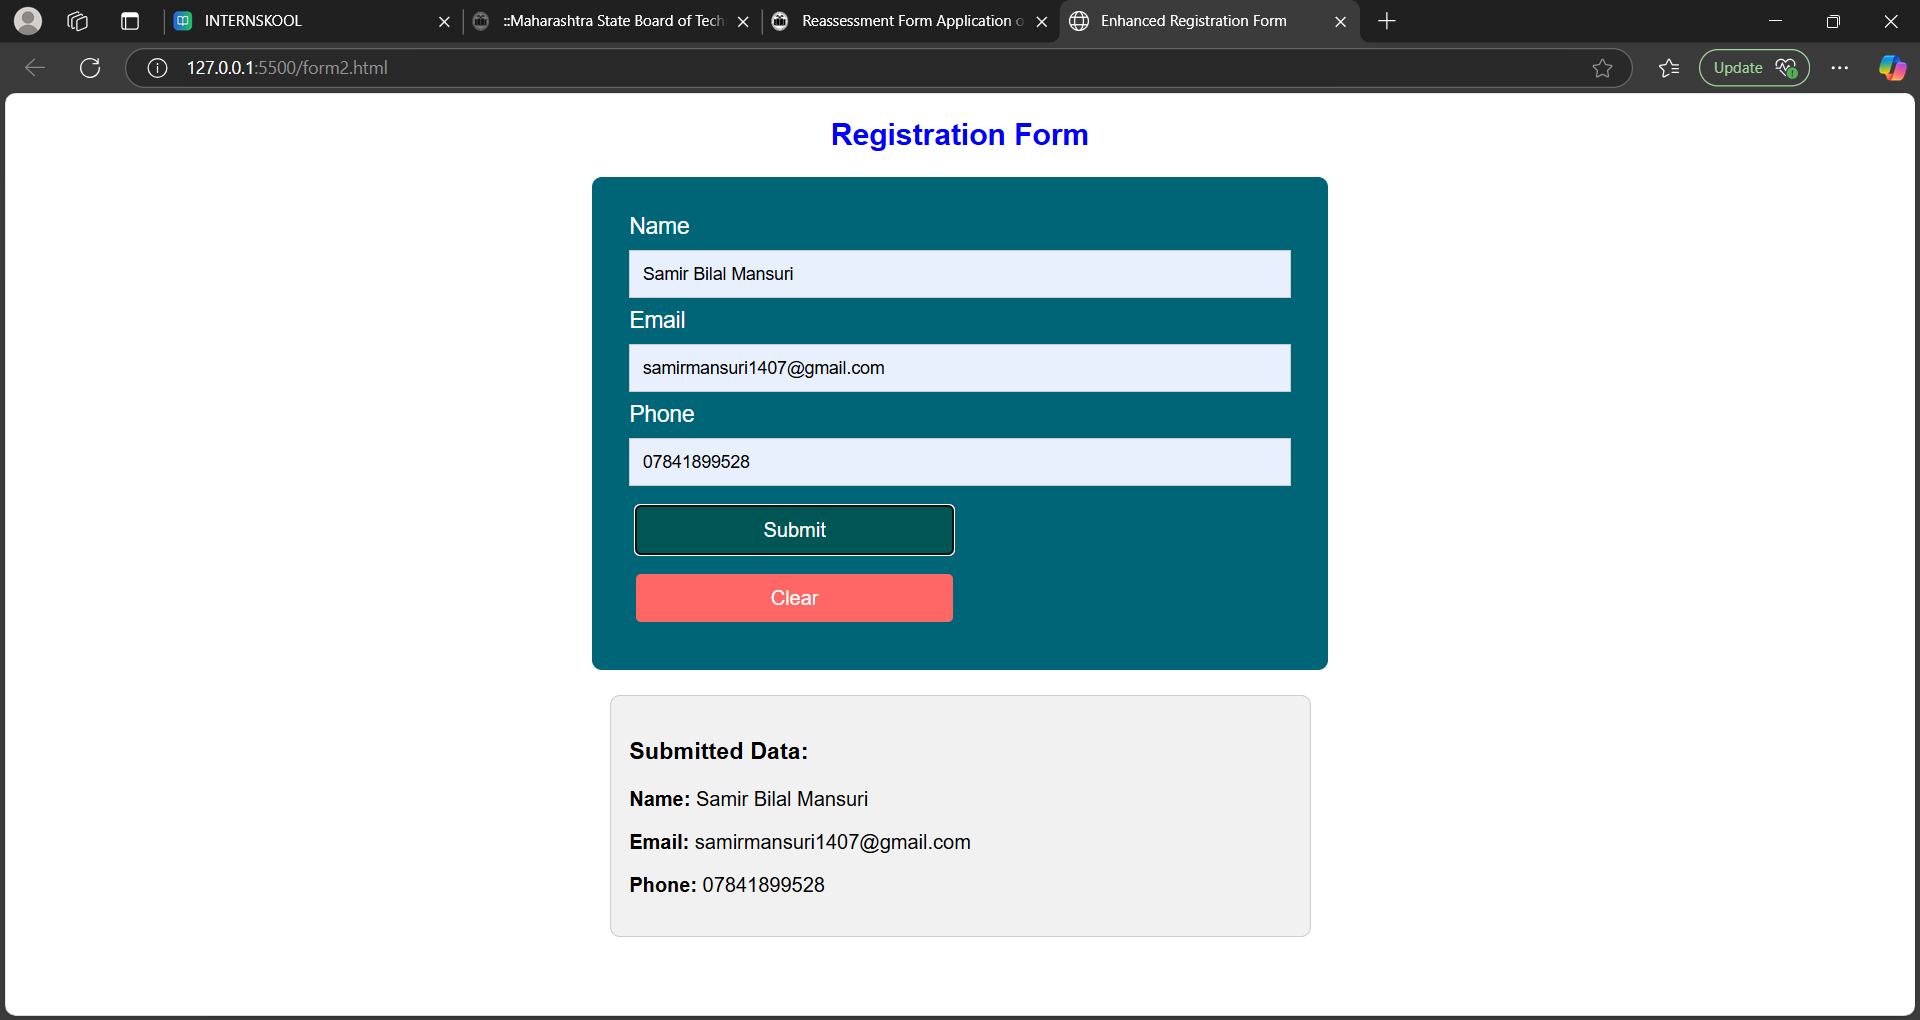 INTERNSKOOL
::Maharashtra State Board of Tech
Reassessment Form Application o
Enhanced Registration Form
127.0.0.1:5500/form2.html
Update
Registration Form
Name
Samir Bilal Mansuri
Email
samirmansuri1407@gmail.com
Phone
07841899528
Submit
Clear
Submitted Data:
Name: Samir Bilal Mansuri
Email: samirmansuri1407@gmail.com
Phone: 07841899528